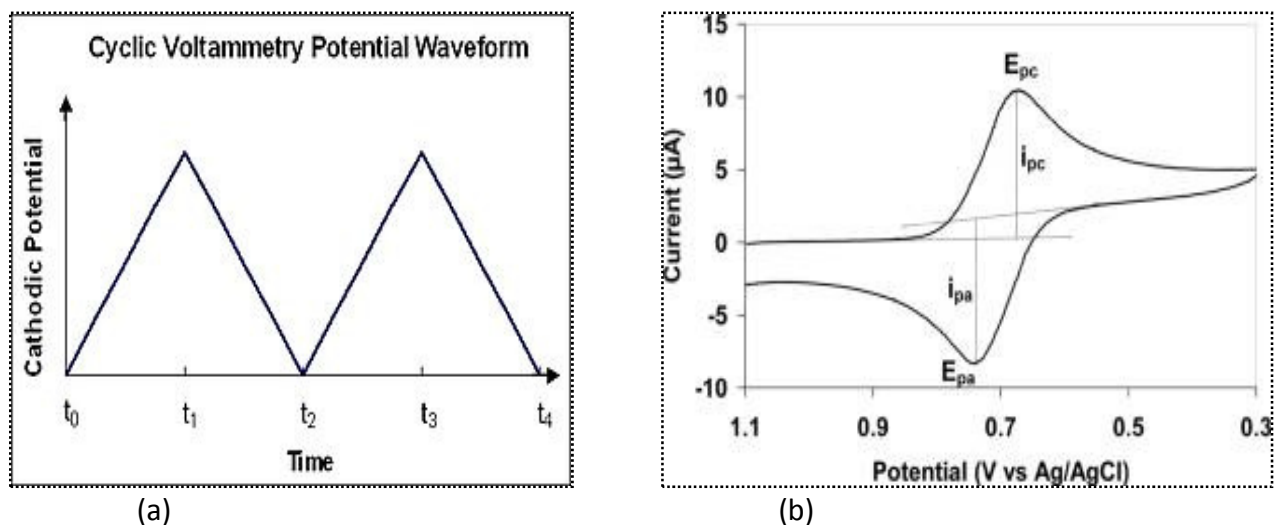 Cyclic Voltammetry Potential Waveform
Cathodic Potential
t₀ t₁ t₂ t₃ t₄
Time
(a)
15
10
5
0
-5
-10
Current (µA)
Eₚc
iₚc
iₚₐ
Eₚₐ
1.1 0.9 0.7 0.5 0.3
Potential (V vs Ag/AgCl)
(b)